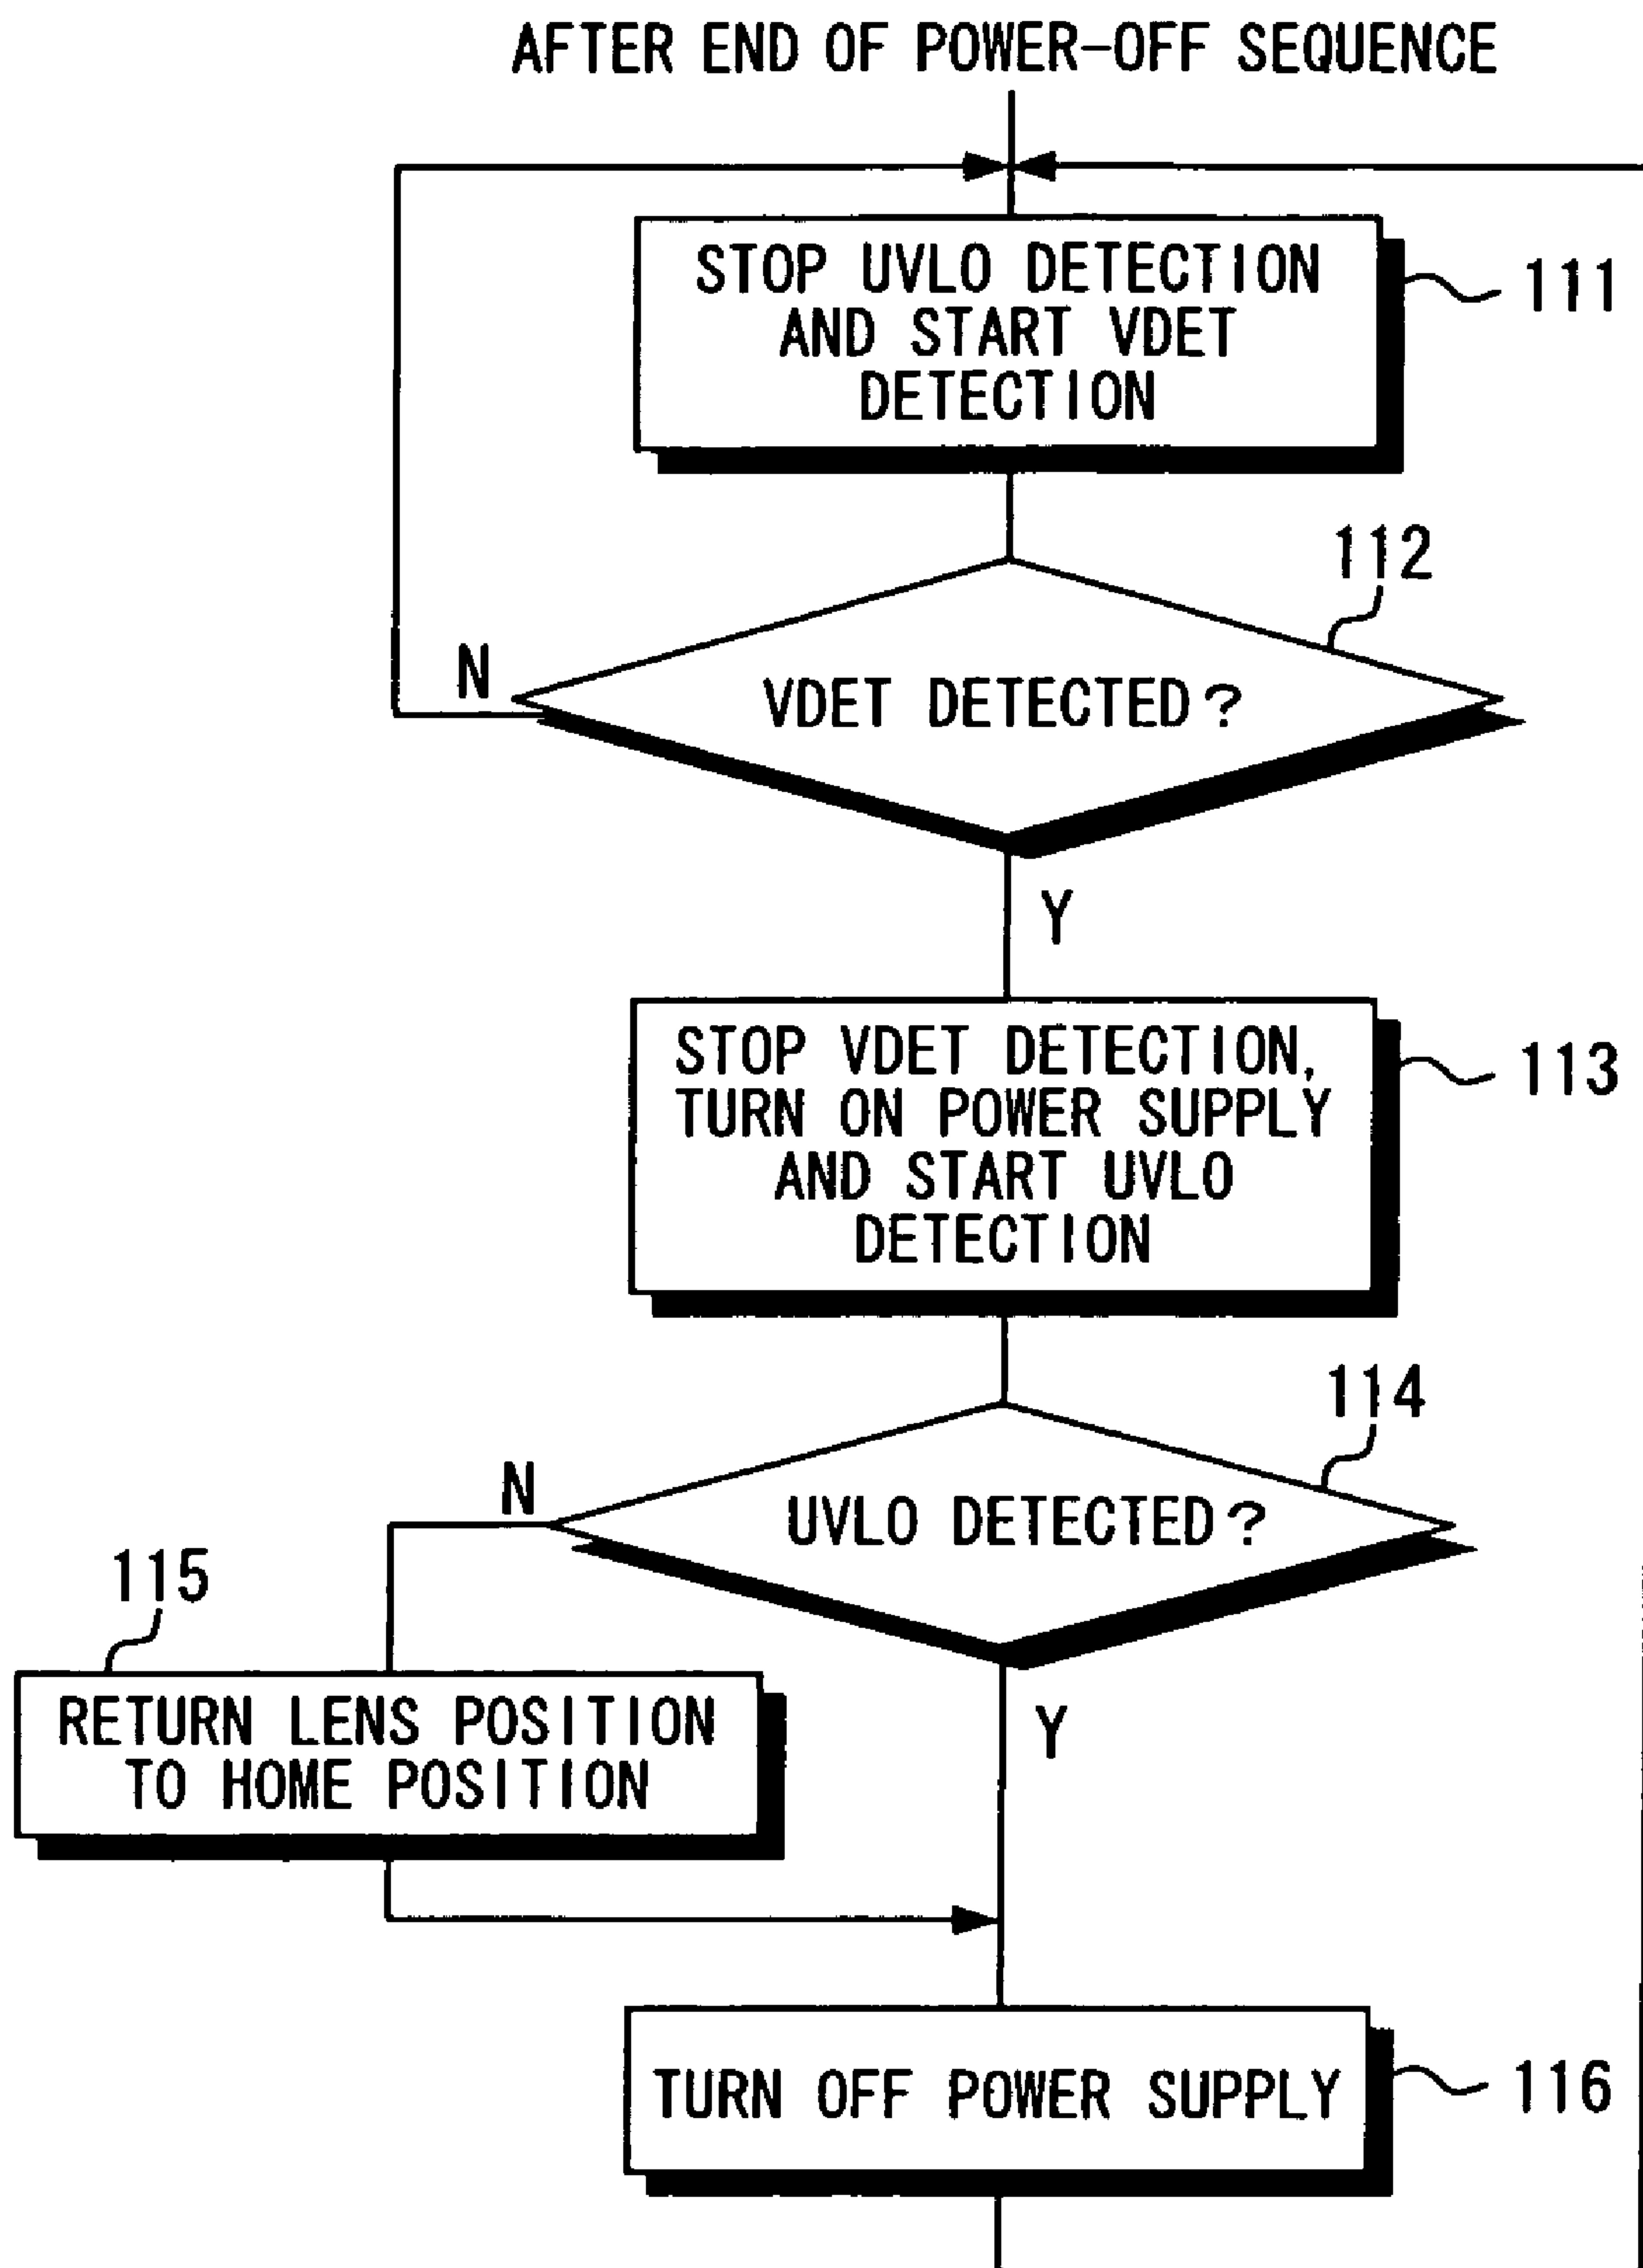 AFTER END OF POWER-OFF SEQUENCE
STOP UVLO DETECTION
AND START VDET
DETECTION
111
112
N
VDET DETECTED?
Y
STOP VDET DETECTION,
TURN ON POWER SUPPLY
AND START UVLO
DETECTION
113
114
N
UVLO DETECTED?
115
Y
RETURN LENS POSITION
TO HOME POSITION
TURN OFF POWER SUPPLY
116